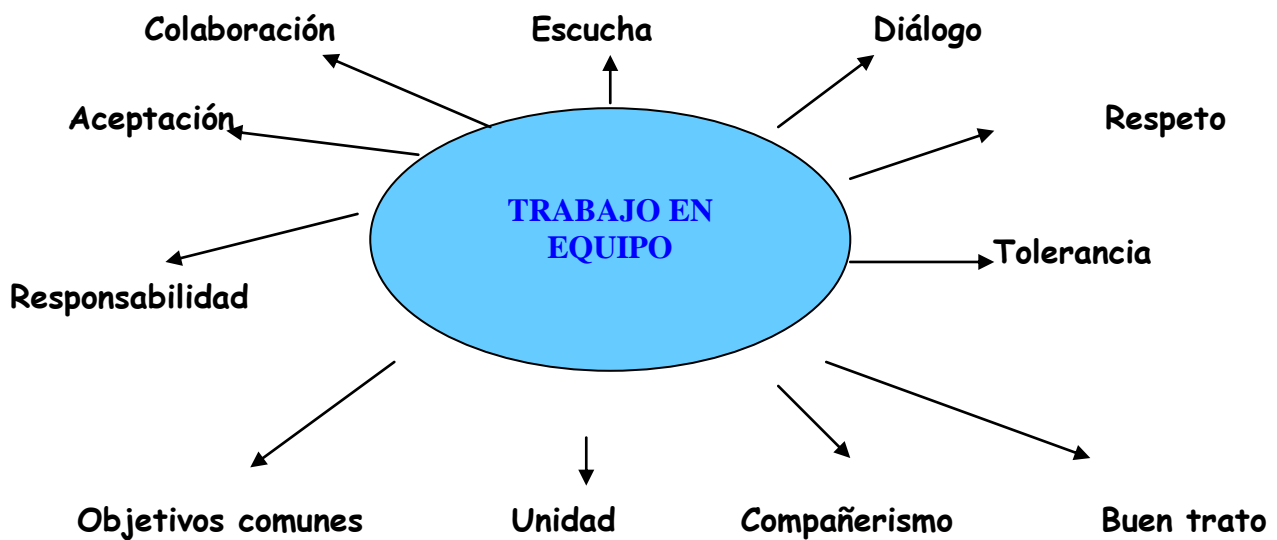 Colaboración
Escucha
Diálogo
Aceptación
Respeto
TRABAJO EN
EQUIPO
Tolerancia
Responsabilidad
Objetivos comunes
Unidad
Compañerismo
Buen trato